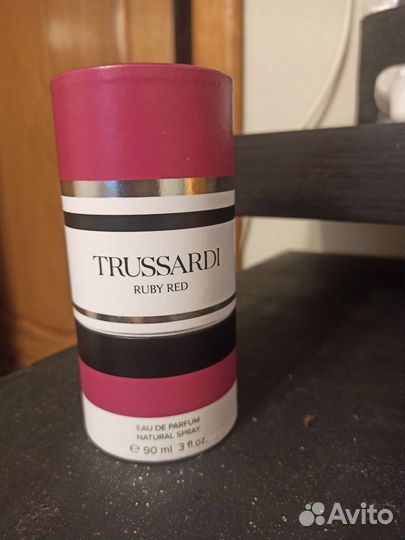 TRUSSARDI
RUBY RED
EAU DE PARFUM
NATURAL SPRAY
℮ 90 ml 3 fl.oz.
Avito